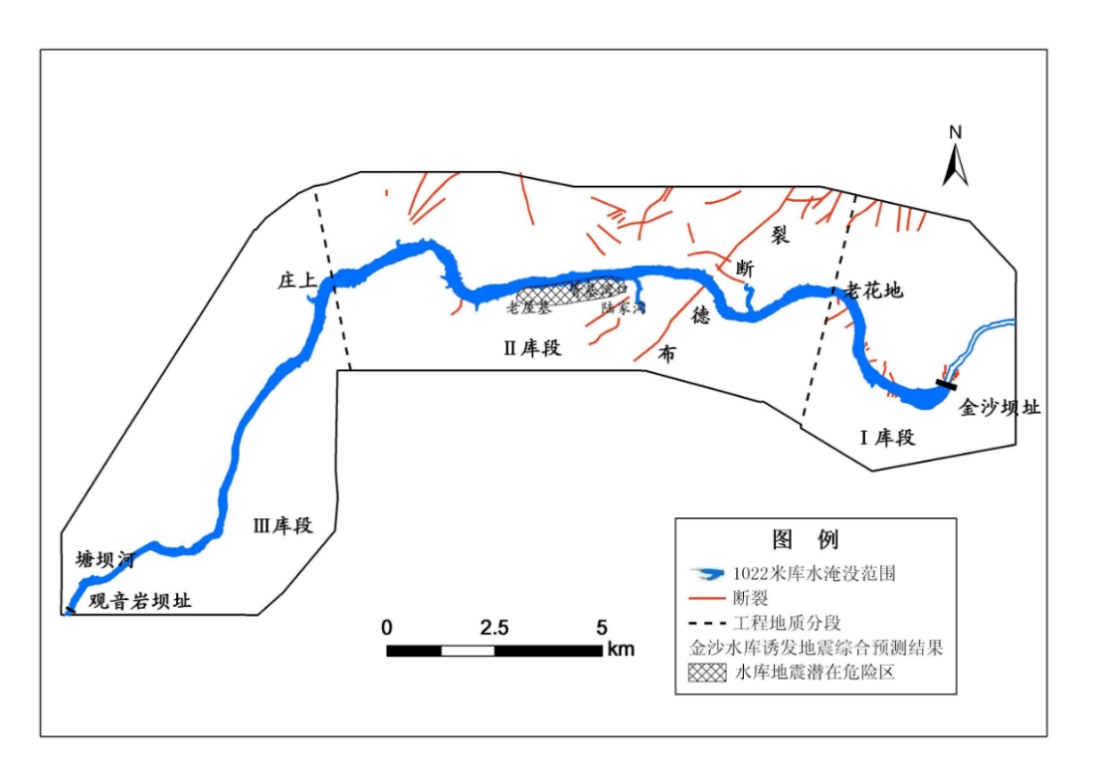 N
裂
断
庄上
老花地
老屋基
陆家湾
德
Ⅱ库段
布
金沙坝址
Ⅰ库段
Ⅲ库段
塘坝河
观音岩坝址
0 2.5 5
km
图 例
1022米库水淹没范围
断裂
工程地质分段
金沙水库诱发地震综合预测结果
水库地震潜在危险区